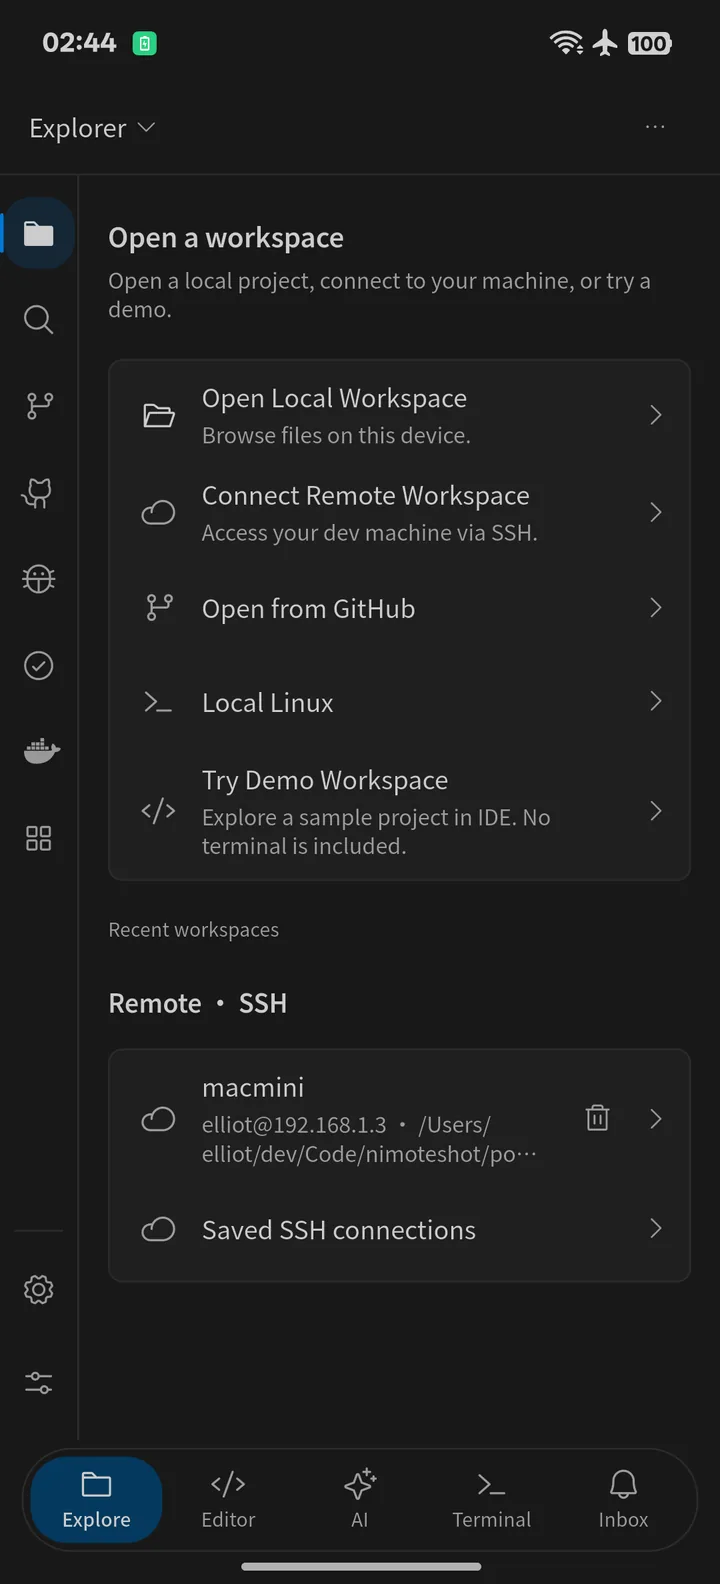 02:44
100
Explorer
Open a workspace
Open a local project, connect to your machine, or try a
demo.
Open Local Workspace
Browse files on this device.
Connect Remote Workspace
Access your dev machine via SSH.
Open from GitHub
Local Linux
Try Demo Workspace
Explore a sample project in IDE. No
terminal is included.
Recent workspaces
Remote • SSH
macmini
elliot@192.168.1.3 • /Users/
elliot/dev/Code/nimoteshot/po…
Saved SSH connections
Explore
Editor
AI
Terminal
Inbox